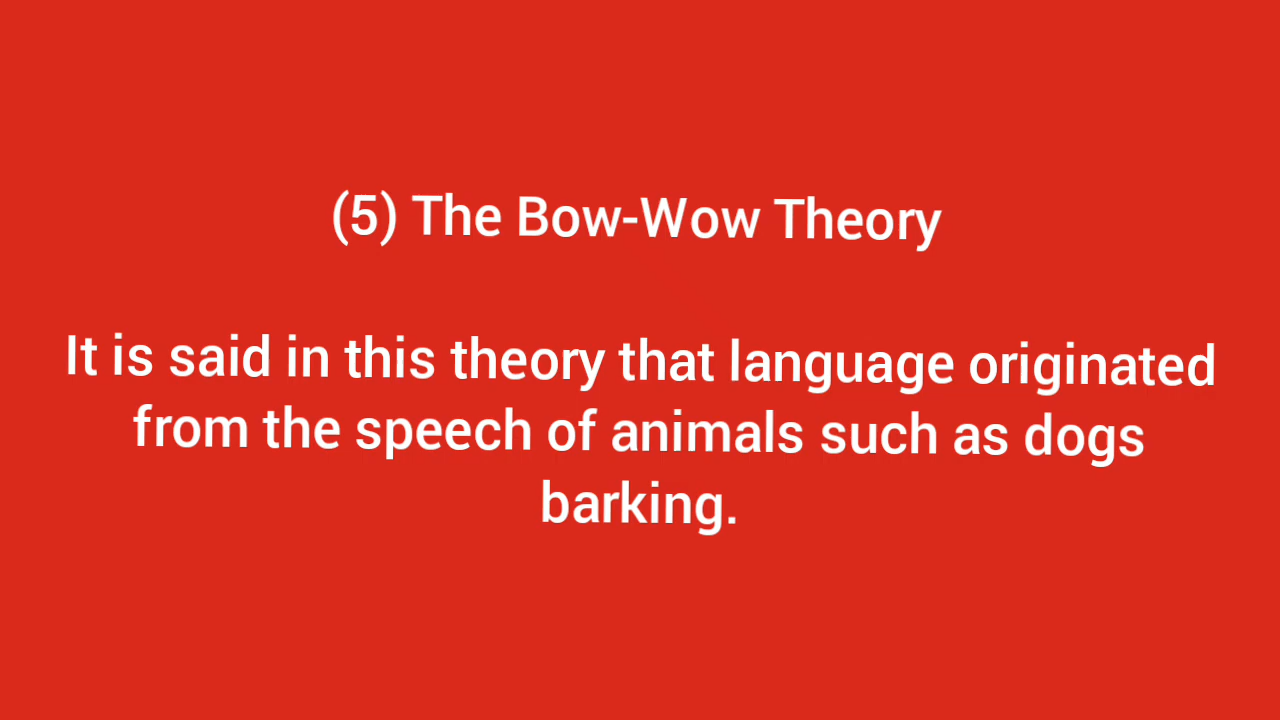 (5) The Bow-Wow Theory
It is said in this theory that language originated
from the speech of animals such as dogs
barking.